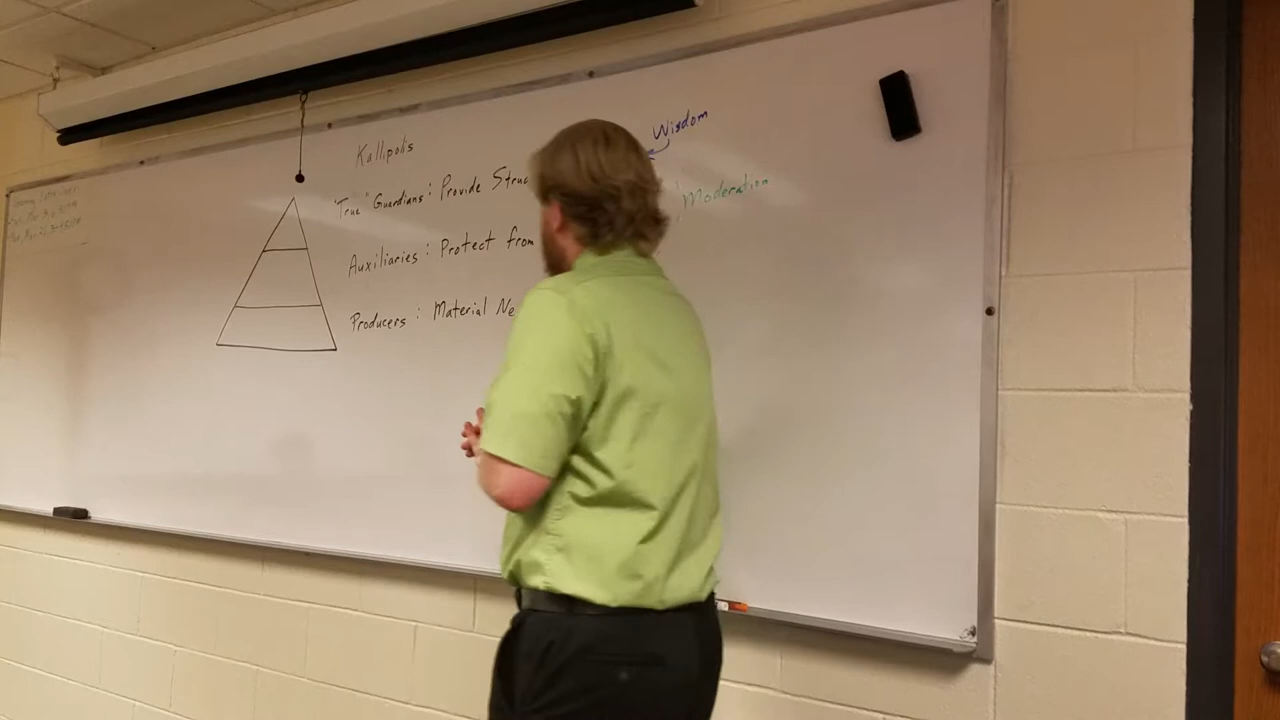 Kallipolis
Wisdom
"True" Guardians: Provide Struc
Moderation
Auxiliaries: Protect from
Producers: Material Ne